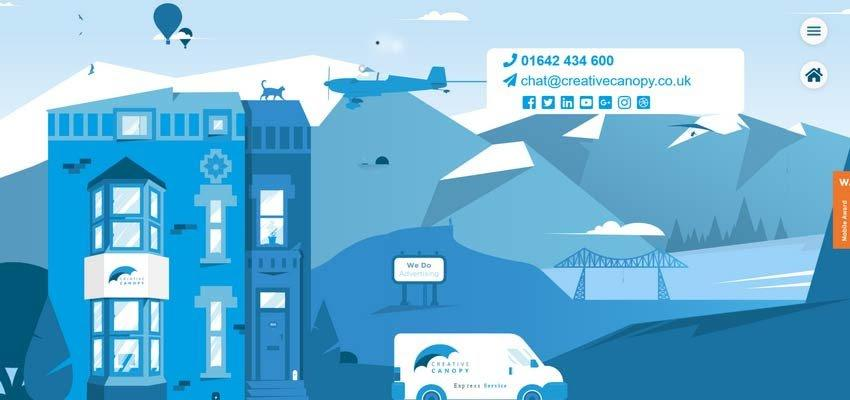 01642 434 600
chat@creativecanopy.co.uk
W.
Mobile Award
We Do
Advertising
CREATIVE
CANOPY
CREATIVE
CANOPY
Express Service